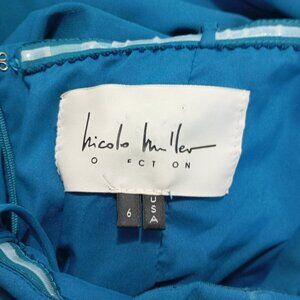 Nicole Miller
O ECT ON
6
USA